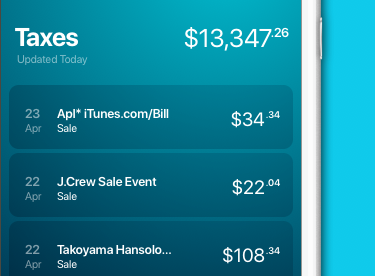 Taxes $13,347.26
Updated Today
23 Apl* iTunes.com/Bill $34.34
Apr Sale
22 J.Crew Sale Event $22.04
Apr Sale
22 Takoyama Hansolo... $108.34
Apr Sale